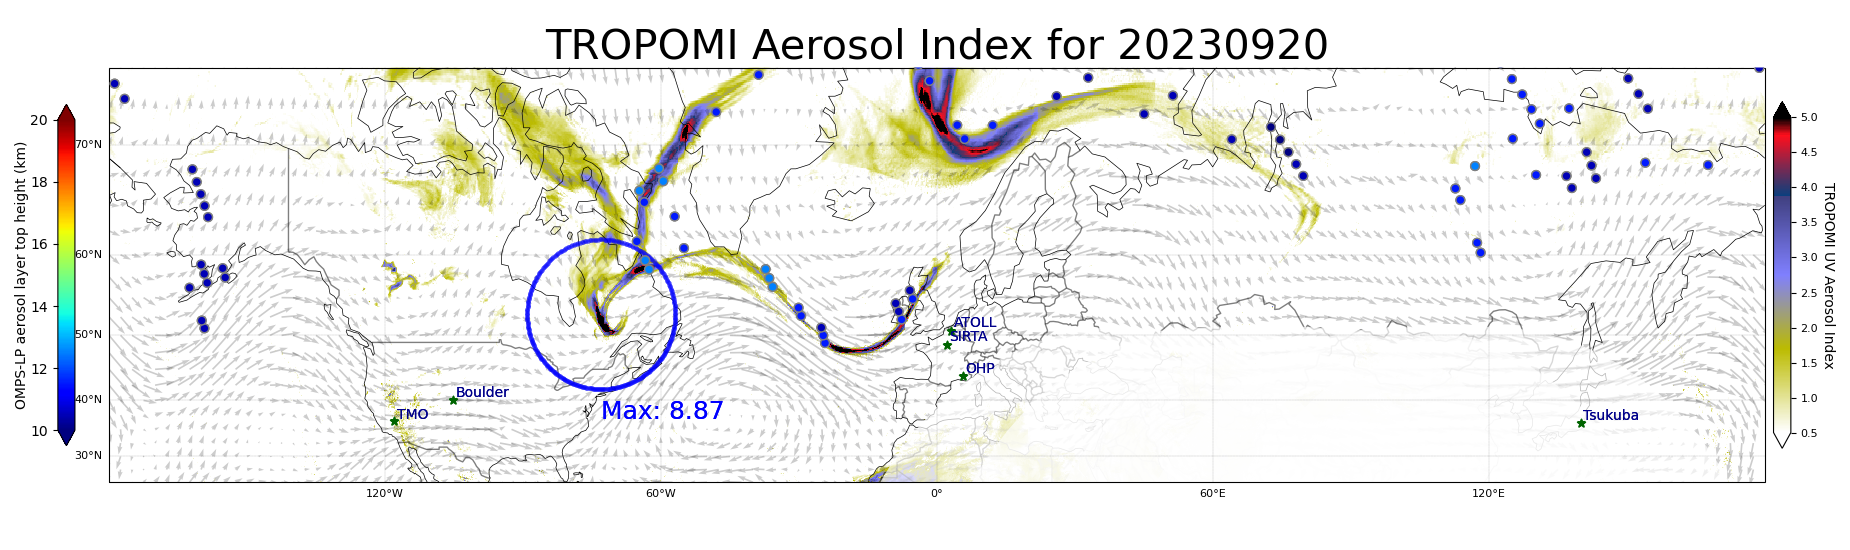 TROPOMI Aerosol Index for 20230920
OMPS-LP aerosol layer top height (km)
20
18
16
14
12
10
70°N
60°N
50°N
40°N
30°N
120°W
60°W
0°
60°E
120°E
ATOLL
SIRTA
OHP
Boulder
TMO
Max: 8.87
Tsukuba
5.0
4.5
4.0
3.5
3.0
2.5
2.0
1.5
1.0
0.5
TROPOMI UV Aerosol Index